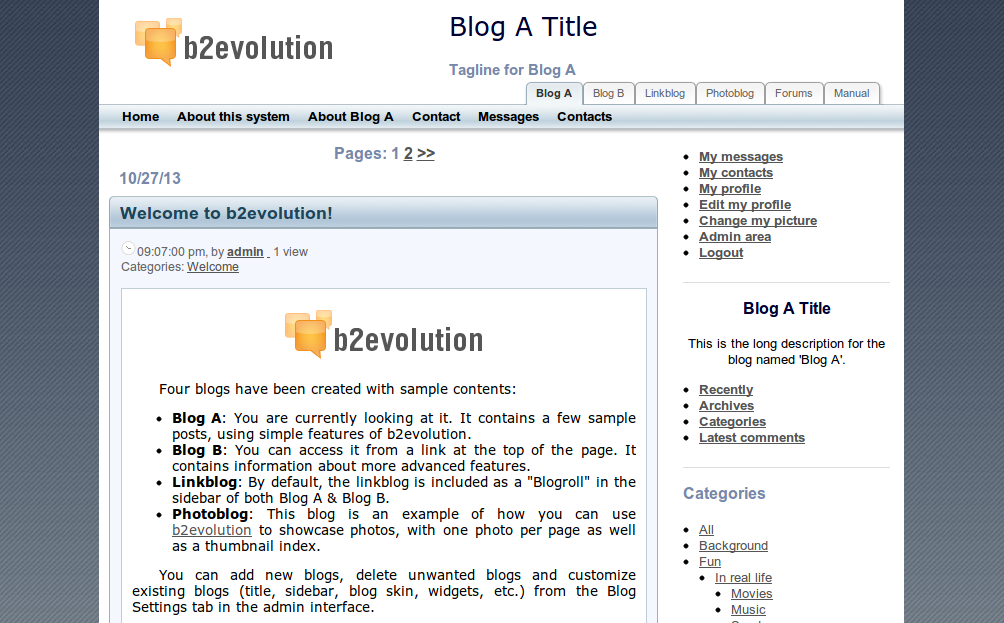 b2evolution
Blog A Title
Tagline for Blog A
Blog A Blog B Linkblog Photoblog Forums Manual
Home About this system About Blog A Contact Messages Contacts
Pages: 1 2 >>
10/27/13
Welcome to b2evolution!
09:07:00 pm, by admin 1 view
Categories: Welcome
b2evolution
Four blogs have been created with sample contents:
Blog A: You are currently looking at it. It contains a few sample
posts, using simple features of b2evolution.
Blog B: You can access it from a link at the top of the page. It
contains information about more advanced features.
Linkblog: By default, the linkblog is included as a "Blogroll" in the
sidebar of both Blog A & Blog B.
Photoblog: This blog is an example of how you can use
b2evolution to showcase photos, with one photo per page as well
as a thumbnail index.
You can add new blogs, delete unwanted blogs and customize
existing blogs (title, sidebar, blog skin, widgets, etc.) from the Blog
Settings tab in the admin interface.
My messages
My contacts
My profile
Edit my profile
Change my picture
Admin area
Logout
Blog A Title
This is the long description for the
blog named 'Blog A'.
Recently
Archives
Categories
Latest comments
Categories
All
Background
Fun
In real life
Movies
Music